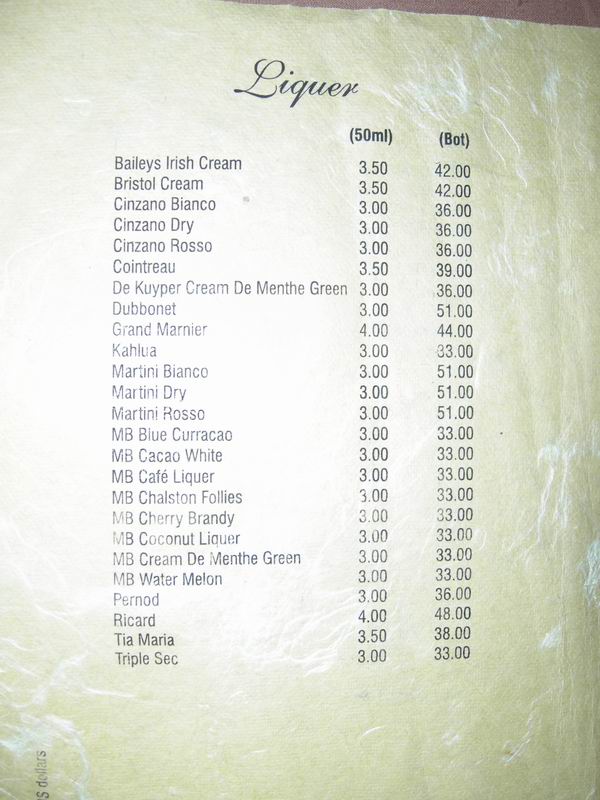 Liquer
(50ml) (Bot)
Baileys Irish Cream 3.50 42.00
Bristol Cream 3.50 42.00
Cinzano Bianco 3.00 36.00
Cinzano Dry 3.00 36.00
Cinzano Rosso 3.00 36.00
Cointreau 3.50 39.00
De Kuyper Cream De Menthe Green 3.00 36.00
Dubbonet 3.00 51.00
Grand Marnier 4.00 44.00
Kahlua 3.00 33.00
Martini Bianco 3.00 51.00
Martini Dry 3.00 51.00
Martini Rosso 3.00 51.00
MB Blue Curracao 3.00 33.00
MB Cacao White 3.00 33.00
MB Café Liquer 3.00 33.00
MB Chalston Follies 3.00 33.00
MB Cherry Brandy 3.00 33.00
MB Coconut Liquer 3.00 33.00
MB Cream De Menthe Green 3.00 33.00
MB Water Melon 3.00 33.00
Pernod 3.00 36.00
Ricard 4.00 48.00
Tia Maria 3.50 38.00
Triple Sec 3.00 33.00
dollars